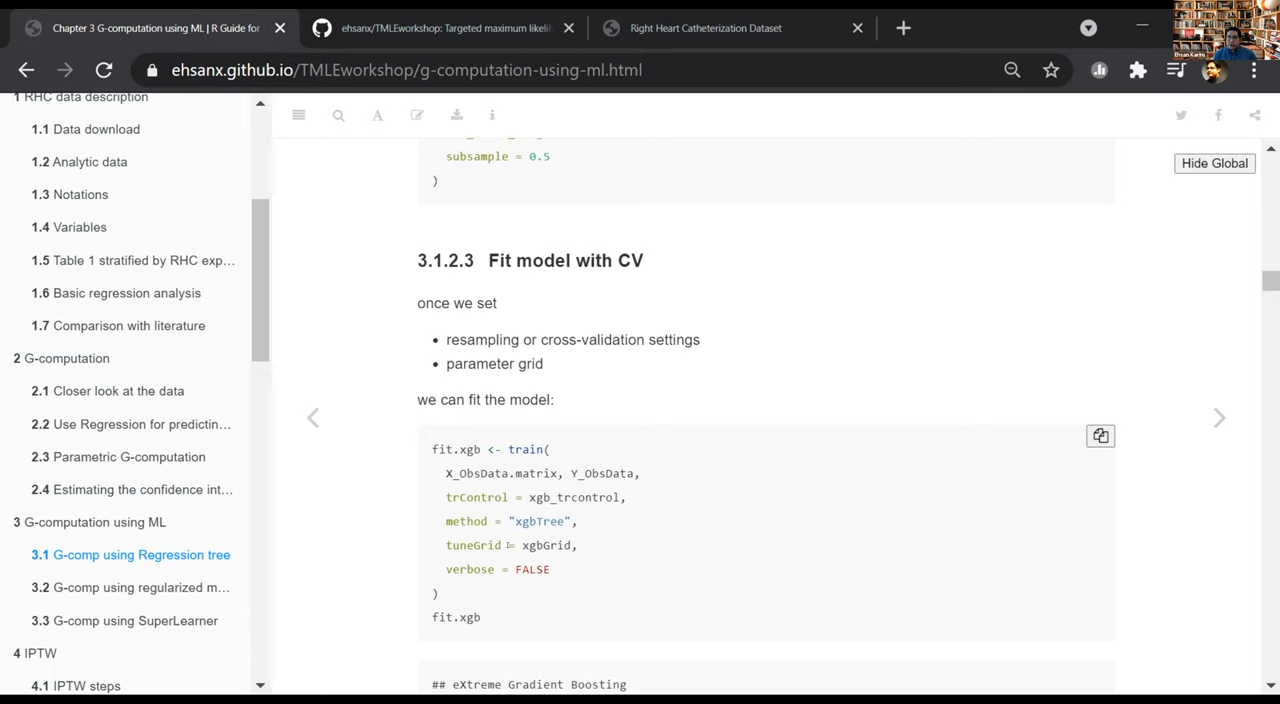 Chapter 3 G-computation using ML | R Guide for
ehsanx/TMLEworkshop: Targeted maximum likeli
Right Heart Catheterization Dataset
ehsanx.github.io/TMLEworkshop/g-computation-using-ml.html
Ehsan Karim
1 RHC data description
1.1 Data download
1.2 Analytic data
1.3 Notations
1.4 Variables
1.5 Table 1 stratified by RHC exp…
1.6 Basic regression analysis
1.7 Comparison with literature
2 G-computation
2.1 Closer look at the data
2.2 Use Regression for predictin…
2.3 Parametric G-computation
2.4 Estimating the confidence int…
3 G-computation using ML
3.1 G-comp using Regression tree
3.2 G-comp using regularized m…
3.3 G-comp using SuperLearner
4 IPTW
4.1 IPTW steps
Hide Global
subsample = 0.5
)
3.1.2.3 Fit model with CV
once we set
• resampling or cross-validation settings
• parameter grid
we can fit the model:
fit.xgb <- train(
X_ObsData.matrix, Y_ObsData,
trControl = xgb_trcontrol,
method = "xgbTree",
tuneGrid = xgbGrid,
verbose = FALSE
)
fit.xgb
## eXtreme Gradient Boosting